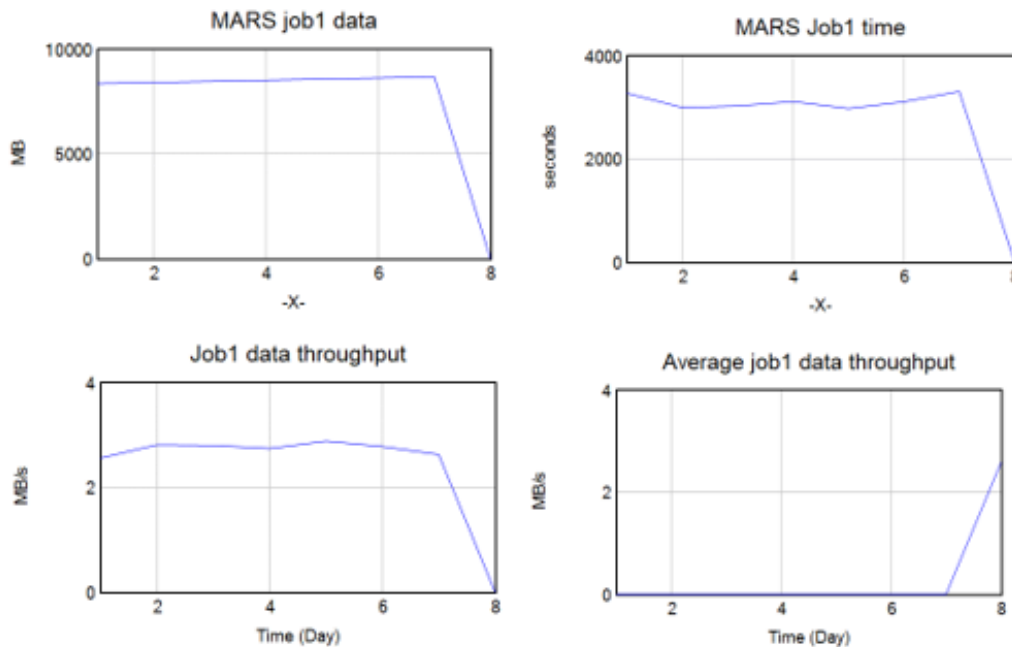 MARS job1 data
10000
5000
0
MB
2 4 6 8
-X-
MARS Job1 time
4000
2000
0
seconds
2 4 6 8
-X-
Job1 data throughput
4
2
0
MB/s
2 4 6 8
Time (Day)
Average job1 data throughput
4
2
0
MB/s
2 4 6 8
Time (Day)